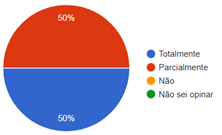 50%
50%
Totalmente
Parcialmente
Não
Não sei opinar